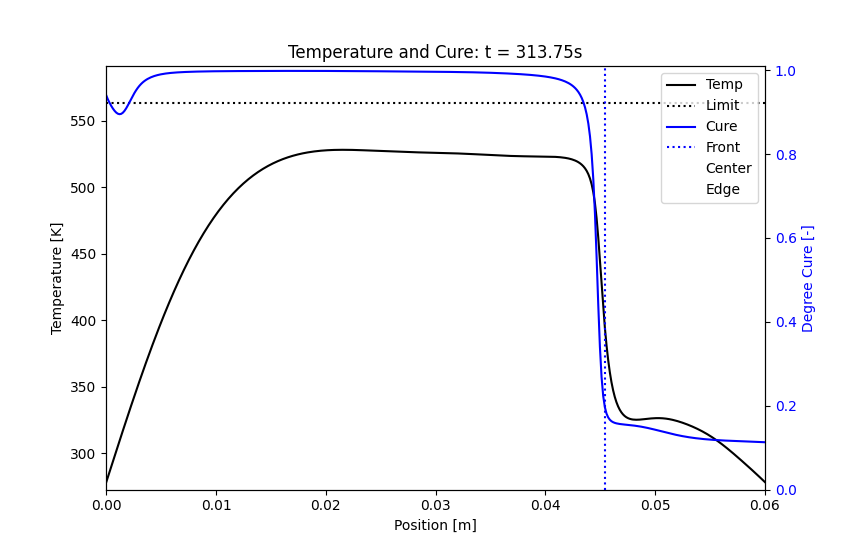 Temperature and Cure: t = 313.75s
Temp
Limit
Cure
Front
Center
Edge
550
500
450
400
350
300
Temperature [K]
1.0
0.8
0.6
0.4
0.2
0.0
Degree Cure [-]
0.00 0.01 0.02 0.03 0.04 0.05 0.06
Position [m]